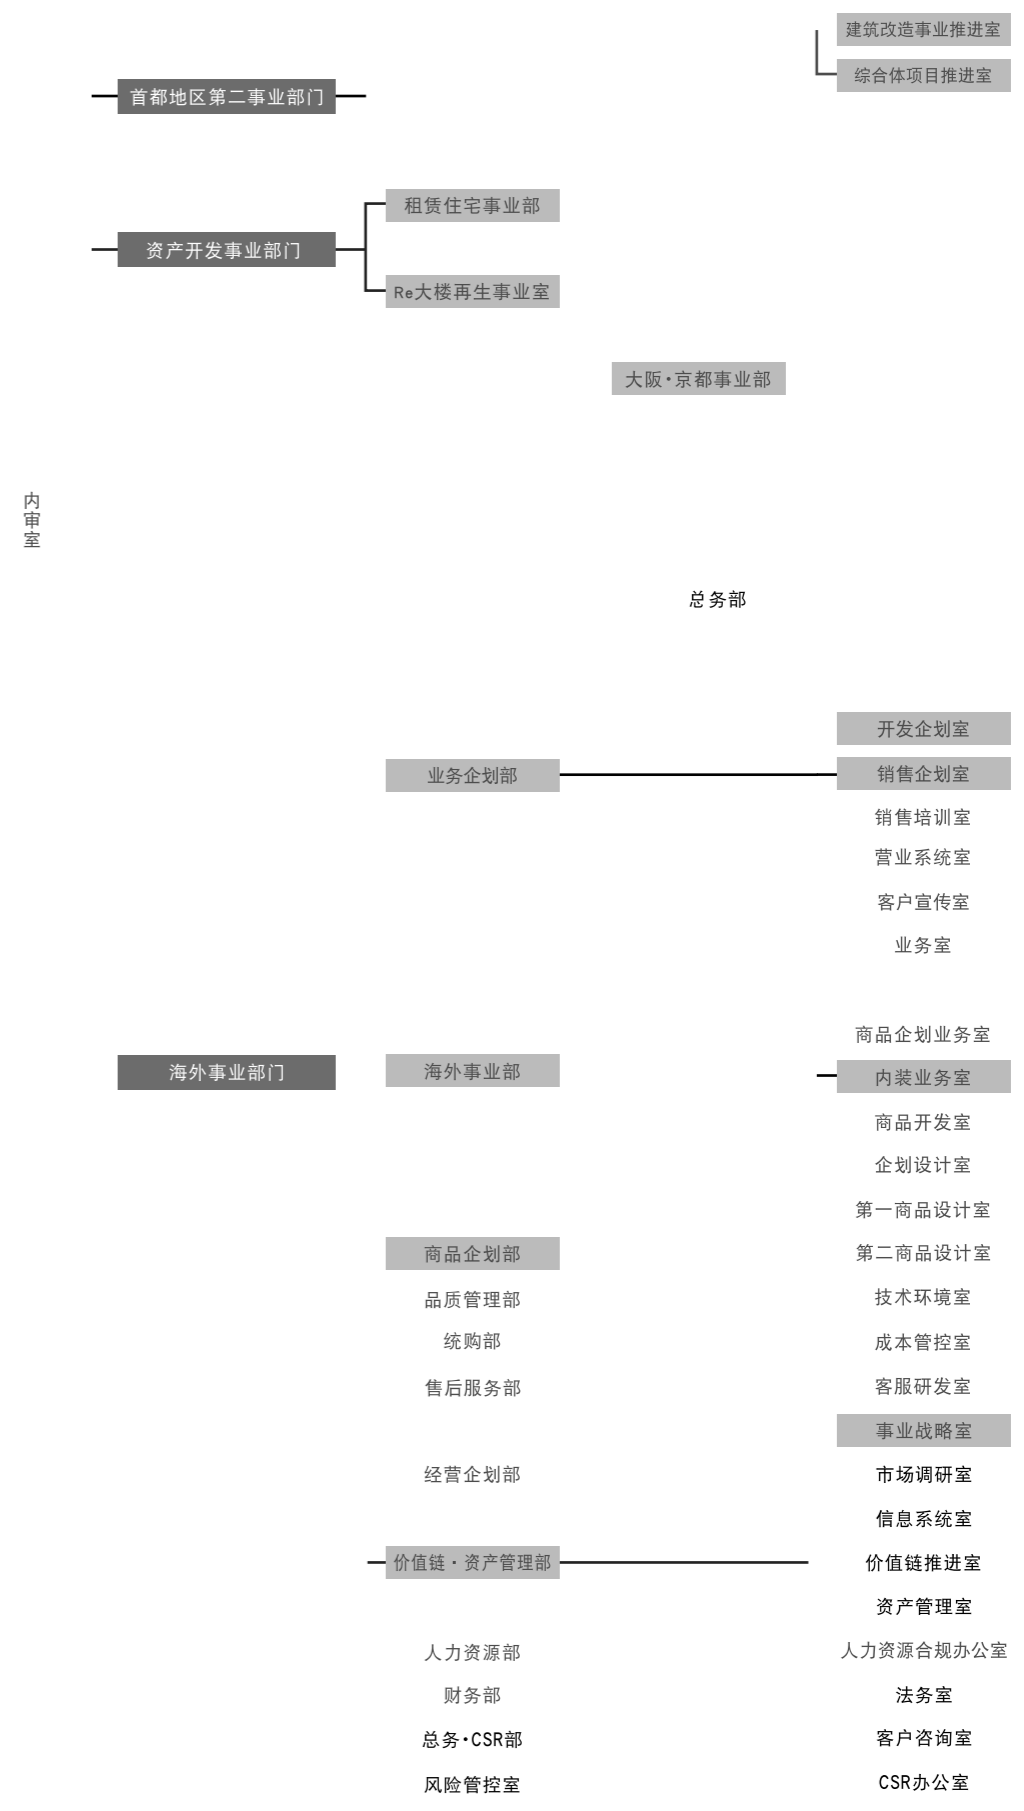 建筑改造事业推进室
综合体项目推进室
首都地区第二事业部门
租赁住宅事业部
资产开发事业部门
Re大楼再生事业室
大阪·京都事业部
内审室
总务部
开发企划室
业务企划部
销售企划室
销售培训室
营业系统室
客户宣传室
业务室
商品企划业务室
海外事业部门
海外事业部
内装业务室
商品开发室
企划设计室
第一商品设计室
商品企划部
第二商品设计室
品质管理部
技术环境室
统购部
成本管控室
售后服务部
客服研发室
事业战略室
经营企划部
市场调研室
信息系统室
价值链·资产管理部
价值链推进室
资产管理室
人力资源部
人力资源合规办公室
财务部
法务室
总务·CSR部
客户咨询室
风险管控室
CSR办公室